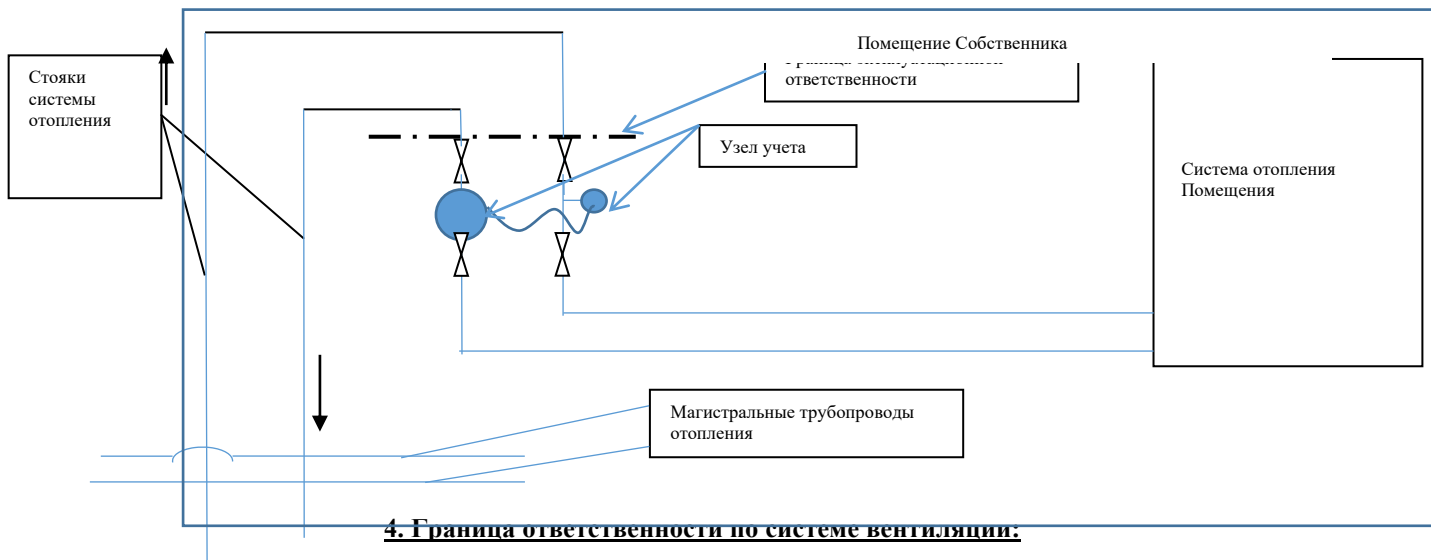 Помещение Собственника
Стояки
системы
отопления
ответственности
Узел учета
Система отопления
Помещения
Магистральные трубопроводы
отопления
4. Граница ответственности по системе вентиляции: